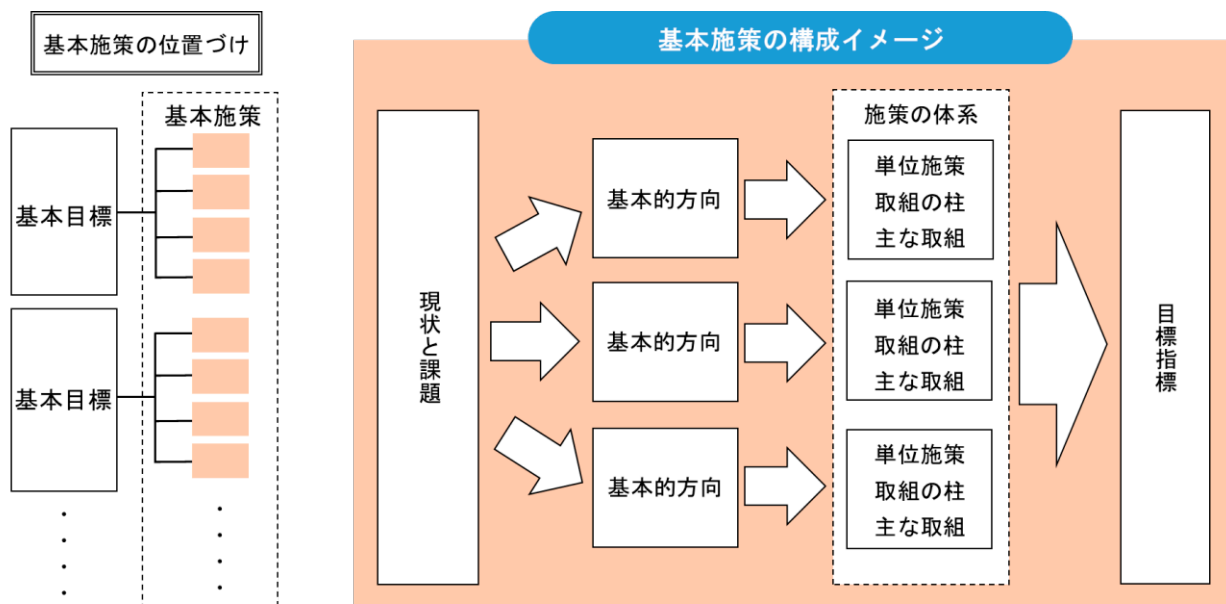 基本施策の位置づけ
基本施策
基本目標
基本目標
・
・
・
・
・
・
・
・
基本施策の構成イメージ
現状と課題
基本的方向
基本的方向
基本的方向
施策の体系
単位施策
取組の柱
主な取組
単位施策
取組の柱
主な取組
単位施策
取組の柱
主な取組
目標指標